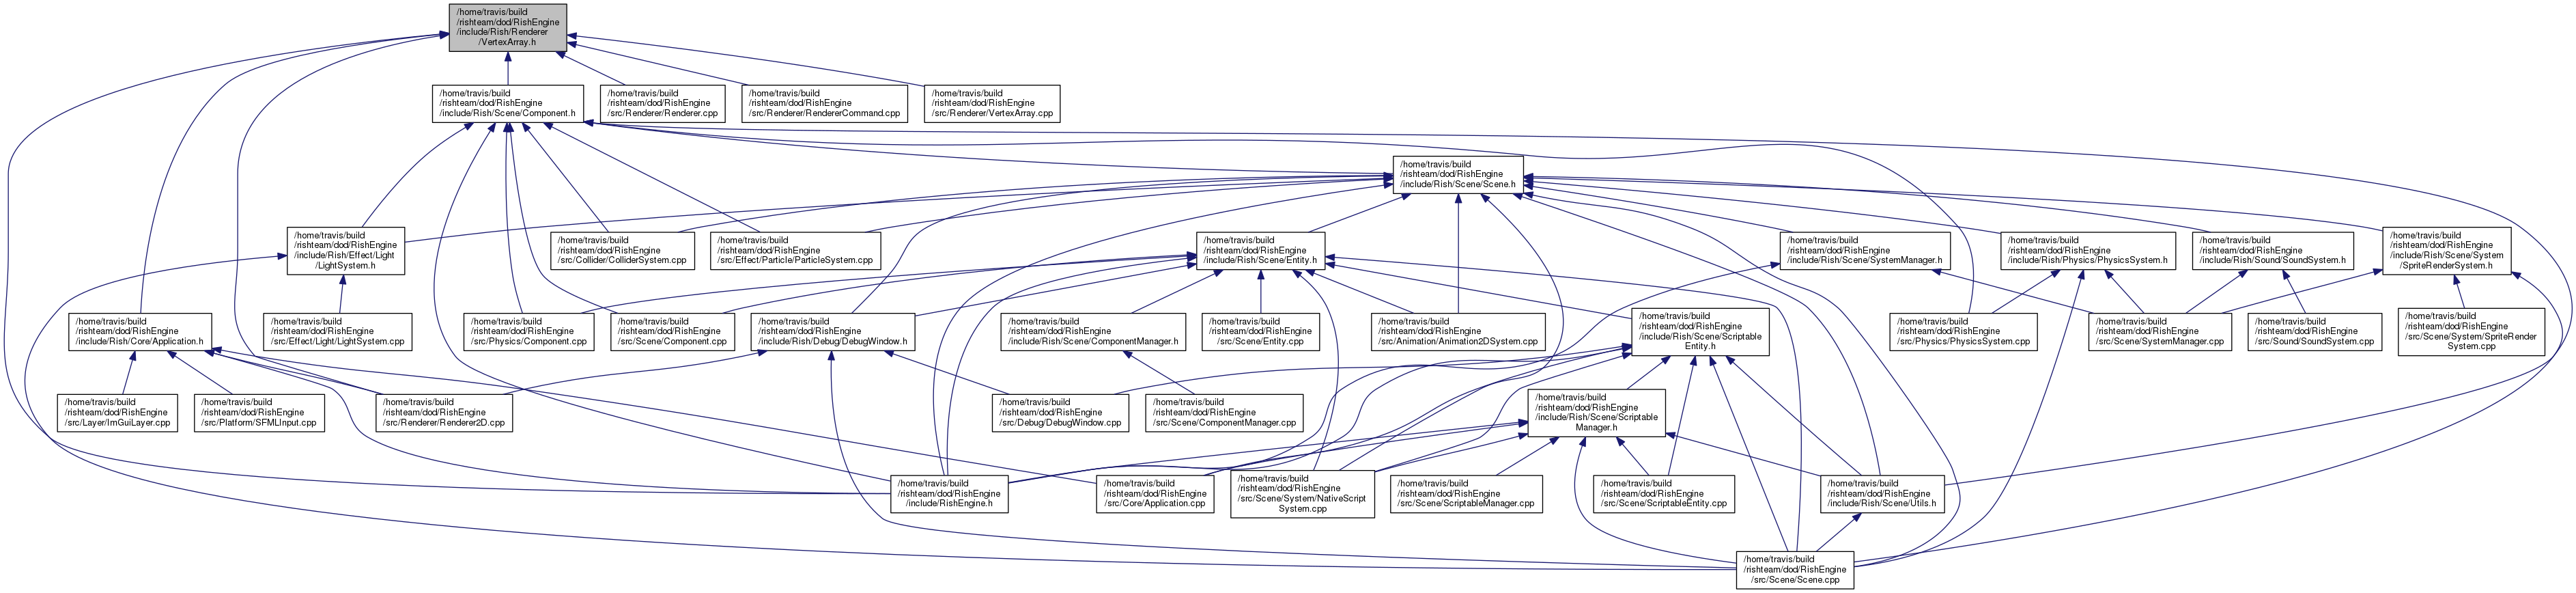 /home/travis/build
/rishteam/dod/RishEngine
/include/Rish/Renderer
/VertexArray.h
/home/travis/build
/rishteam/dod/RishEngine
/include/Rish/Scene/Component.h
/home/travis/build
/rishteam/dod/RishEngine
/src/Renderer/Renderer.cpp
/home/travis/build
/rishteam/dod/RishEngine
/src/Renderer/RendererCommand.cpp
/home/travis/build
/rishteam/dod/RishEngine
/src/Renderer/VertexArray.cpp
/home/travis/build
/rishteam/dod/RishEngine
/include/Rish/Scene/Scene.h
/home/travis/build
/rishteam/dod/RishEngine
/include/Rish/Effect/Light
/LightSystem.h
/home/travis/build
/rishteam/dod/RishEngine
/src/Collider/ColliderSystem.cpp
/home/travis/build
/rishteam/dod/RishEngine
/src/Effect/Particle/ParticleSystem.cpp
/home/travis/build
/rishteam/dod/RishEngine
/include/Rish/Scene/Entity.h
/home/travis/build
/rishteam/dod/RishEngine
/include/Rish/Scene/SystemManager.h
/home/travis/build
/rishteam/dod/RishEngine
/include/Rish/Physics/PhysicsSystem.h
/home/travis/build
/rishteam/dod/RishEngine
/include/Rish/Sound/SoundSystem.h
/home/travis/build
/rishteam/dod/RishEngine
/include/Rish/Scene/System
/SpriteRenderSystem.h
/home/travis/build
/rishteam/dod/RishEngine
/include/Rish/Core/Application.h
/home/travis/build
/rishteam/dod/RishEngine
/src/Effect/Light/LightSystem.cpp
/home/travis/build
/rishteam/dod/RishEngine
/src/Physics/Component.cpp
/home/travis/build
/rishteam/dod/RishEngine
/src/Scene/Component.cpp
/home/travis/build
/rishteam/dod/RishEngine
/include/Rish/Debug/DebugWindow.h
/home/travis/build
/rishteam/dod/RishEngine
/include/Rish/Scene/ComponentManager.h
/home/travis/build
/rishteam/dod/RishEngine
/src/Scene/Entity.cpp
/home/travis/build
/rishteam/dod/RishEngine
/src/Animation/Animation2DSystem.cpp
/home/travis/build
/rishteam/dod/RishEngine
/include/Rish/Scene/Scriptable
Entity.h
/home/travis/build
/rishteam/dod/RishEngine
/src/Physics/PhysicsSystem.cpp
/home/travis/build
/rishteam/dod/RishEngine
/src/Scene/SystemManager.cpp
/home/travis/build
/rishteam/dod/RishEngine
/src/Sound/SoundSystem.cpp
/home/travis/build
/rishteam/dod/RishEngine
/src/Scene/System/SpriteRender
System.cpp
/home/travis/build
/rishteam/dod/RishEngine
/src/Layer/ImGuiLayer.cpp
/home/travis/build
/rishteam/dod/RishEngine
/src/Platform/SFMLInput.cpp
/home/travis/build
/rishteam/dod/RishEngine
/src/Renderer/Renderer2D.cpp
/home/travis/build
/rishteam/dod/RishEngine
/src/Debug/DebugWindow.cpp
/home/travis/build
/rishteam/dod/RishEngine
/src/Scene/ComponentManager.cpp
/home/travis/build
/rishteam/dod/RishEngine
/include/Rish/Scene/Scriptable
Manager.h
/home/travis/build
/rishteam/dod/RishEngine
/include/RishEngine.h
/home/travis/build
/rishteam/dod/RishEngine
/src/Core/Application.cpp
/home/travis/build
/rishteam/dod/RishEngine
/src/Scene/System/NativeScript
System.cpp
/home/travis/build
/rishteam/dod/RishEngine
/src/Scene/ScriptableManager.cpp
/home/travis/build
/rishteam/dod/RishEngine
/src/Scene/ScriptableEntity.cpp
/home/travis/build
/rishteam/dod/RishEngine
/include/Rish/Scene/Utils.h
/home/travis/build
/rishteam/dod/RishEngine
/src/Scene/Scene.cpp